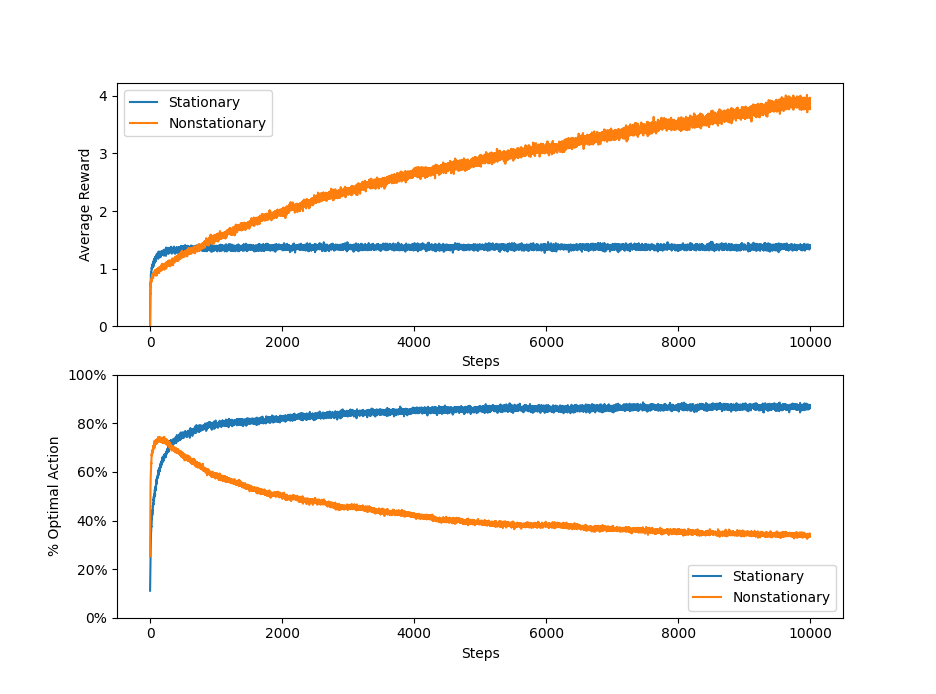 4
3
2
1
0
Average Reward
Stationary
Nonstationary
0 2000 4000 6000 8000 10000
Steps
100%
80%
60%
40%
20%
0%
% Optimal Action
Stationary
Nonstationary
0 2000 4000 6000 8000 10000
Steps